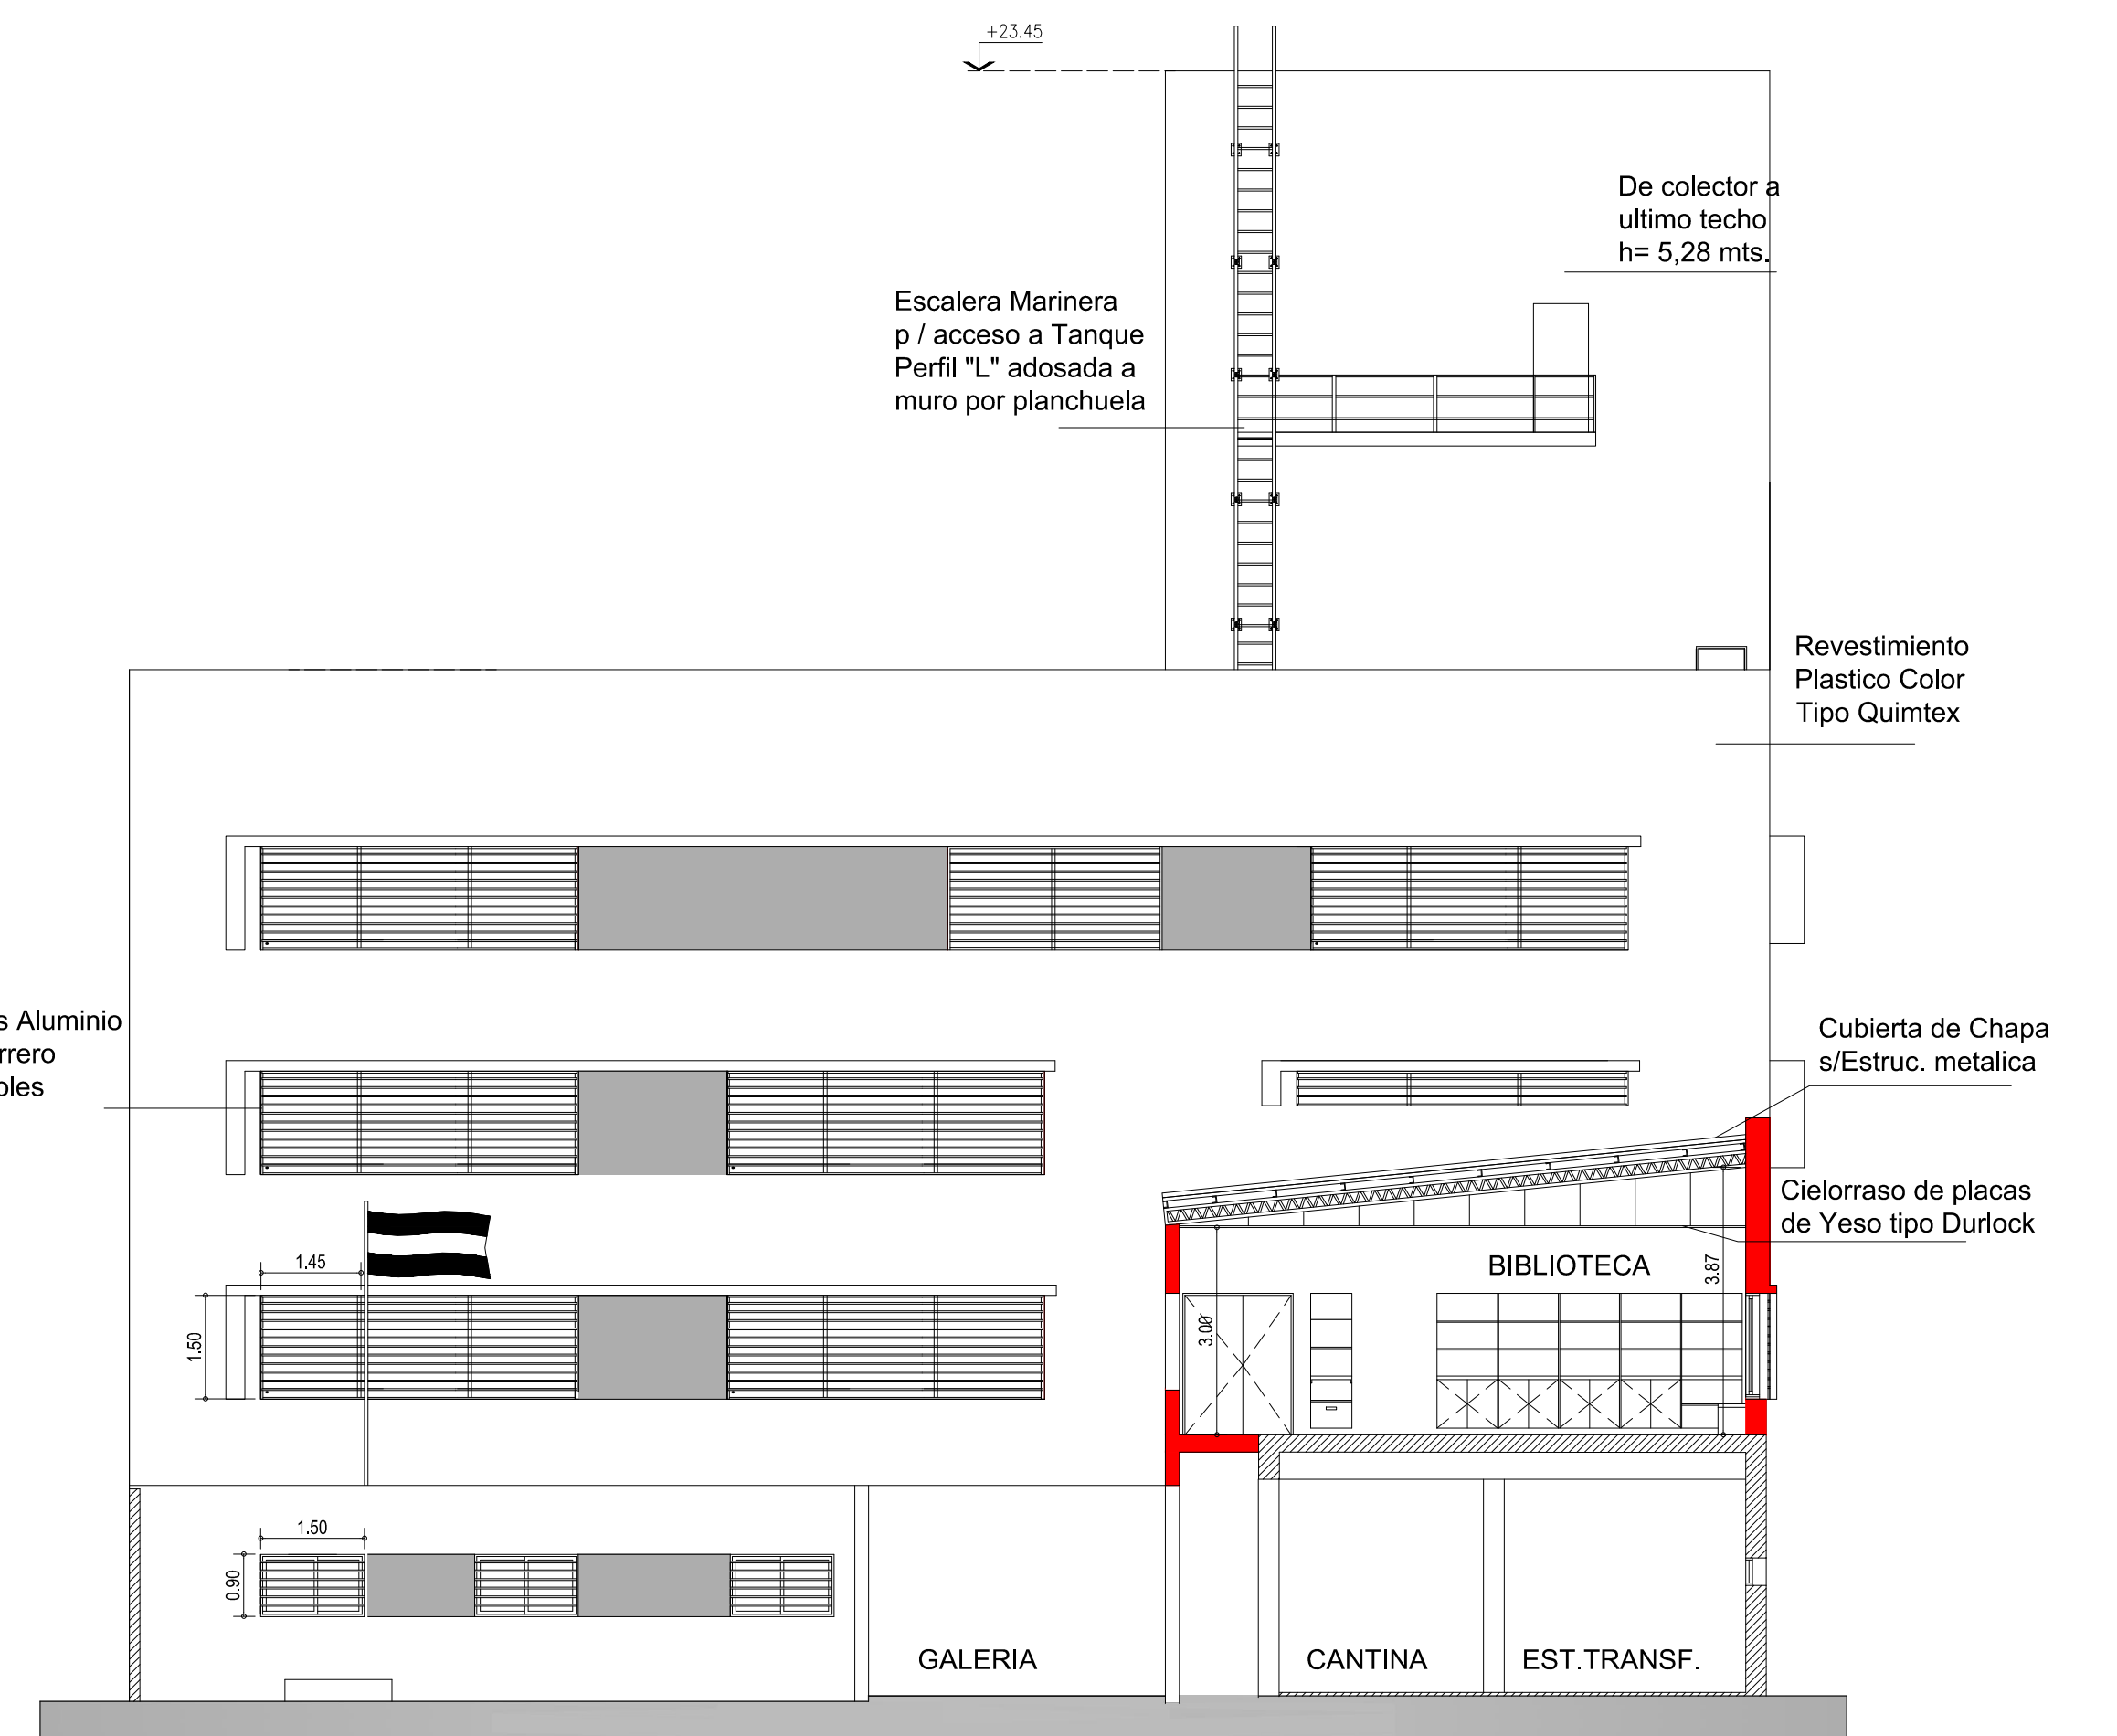 +23.45
De colector a
ultimo techo
h= 5,28 mts.
Escalera Marinera
p / acceso a Tanque
Perfil "L" adosada a
muro por planchuela
Revestimiento
Plastico Color
Tipo Quimtex
Aluminio
Cubierta de Chapa
s/Estruc. metalica
Cielorraso de placas
de Yeso tipo Durlock
1.45
BIBLIOTECA
3.87
3.00
1.50
1.50
0.90
GALERIA
CANTINA
EST.TRANSF.